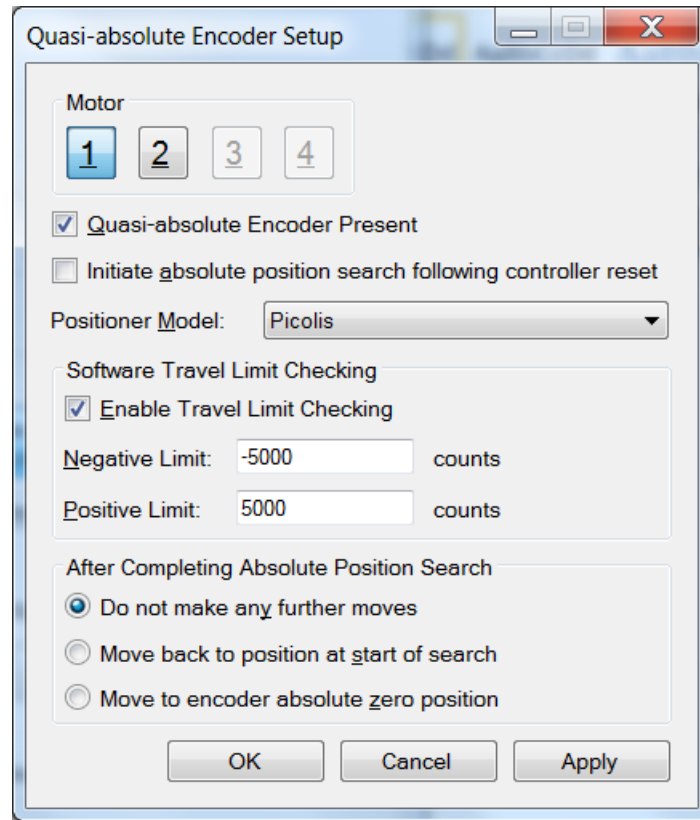 Quasi-absolute Encoder Setup
Motor
1 2 3 4
Quasi-absolute Encoder Present
Initiate absolute position search following controller reset
Positioner Model: Picolis
Software Travel Limit Checking
Enable Travel Limit Checking
Negative Limit: -5000 counts
Positive Limit: 5000 counts
After Completing Absolute Position Search
Do not make any further moves
Move back to position at start of search
Move to encoder absolute zero position
OK Cancel Apply